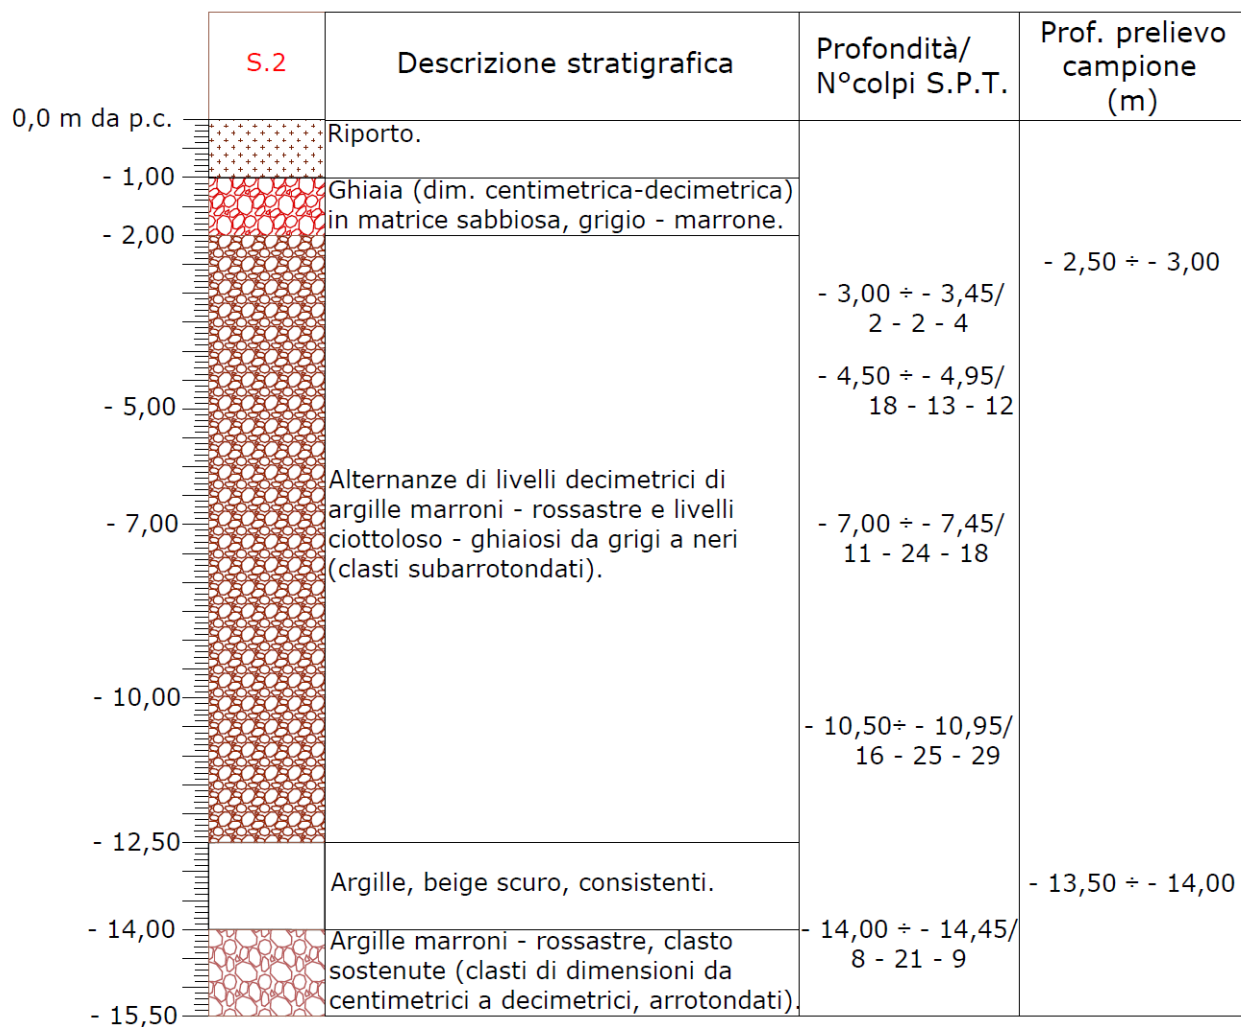 S.2
Descrizione stratigrafica
Profondità/
N°colpi S.P.T.
Prof. prelievo
campione
(m)
0,0 m da p.c.
Riporto.
- 1,00
Ghiaia (dim. centimetrica-decimetrica)
in matrice sabbiosa, grigio - marrone.
- 2,00
- 2,50 ÷ - 3,00
- 3,00 ÷ - 3,45/
2 - 2 - 4
- 4,50 ÷ - 4,95/
18 - 13 - 12
- 5,00
Alternanze di livelli decimetrici di
argille marroni - rossastre e livelli
ciottoloso - ghiaiosi da grigi a neri
(clasti subarrotondati).
- 7,00
- 7,00 ÷ - 7,45/
11 - 24 - 18
- 10,00
- 10,50÷ - 10,95/
16 - 25 - 29
- 12,50
Argille, beige scuro, consistenti.
- 13,50 ÷ - 14,00
- 14,00
- 14,00 ÷ - 14,45/
8 - 21 - 9
Argille marroni - rossastre, clasto
sostenute (clasti di dimensioni da
centimetrici a decimetrici, arrotondati).
- 15,50